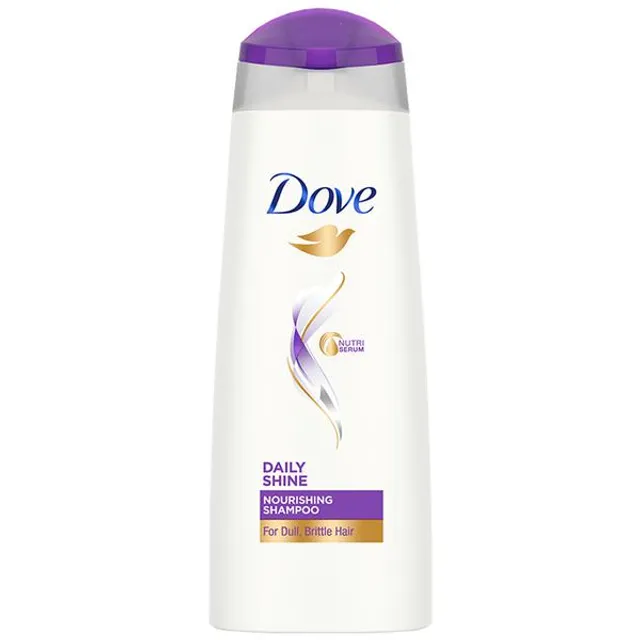 Dove
NUTRI
SERUM
DAILY
SHINE
NOURISHING
SHAMPOO
For Dull, Brittle Hair